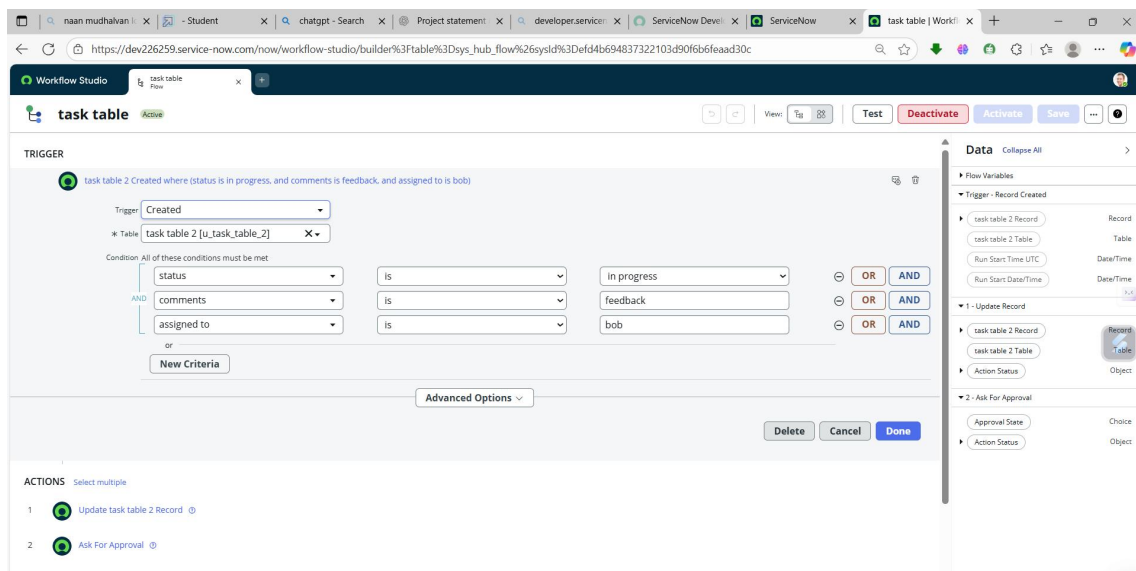 naan mudhalvan lo
- Student
chatgpt - Search
Project statement
developer.servicen
ServiceNow Devel
ServiceNow
task table | Workfl
https://dev226259.service-now.com/now/workflow-studio/builder%3Ftable%3Dsys_hub_flow%26sysId%3Defd4b694837322103d90f6b6feaad30c
Workflow Studio
task table
Flow
task table Active
View:
Test
Deactivate
Activate
Save
TRIGGER
task table 2 Created where (status is in progress, and comments is feedback, and assigned to is bob)
Trigger Created
* Table task table 2 [u_task_table_2]
Condition All of these conditions must be met
status is in progress OR AND
AND comments is feedback OR AND
assigned to is bob OR AND
or
New Criteria
Advanced Options
Delete Cancel Done
ACTIONS Select multiple
1 Update task table 2 Record
2 Ask For Approval
Data Collapse All
Flow Variables
Trigger - Record Created
task table 2 Record Record
task table 2 Table Table
Run Start Time UTC Date/Time
Run Start Date/Time Date/Time
1 - Update Record
task table 2 Record Record
task table 2 Table Table
Action Status Object
2 - Ask For Approval
Approval State Choice
Action Status Object